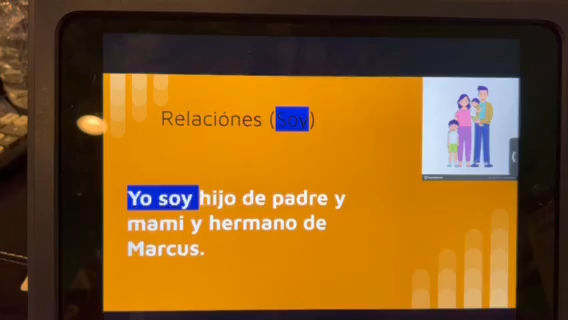 Relaciónes (Soy)
Yo soy hijo de padre y
mami y hermano de
Marcus.